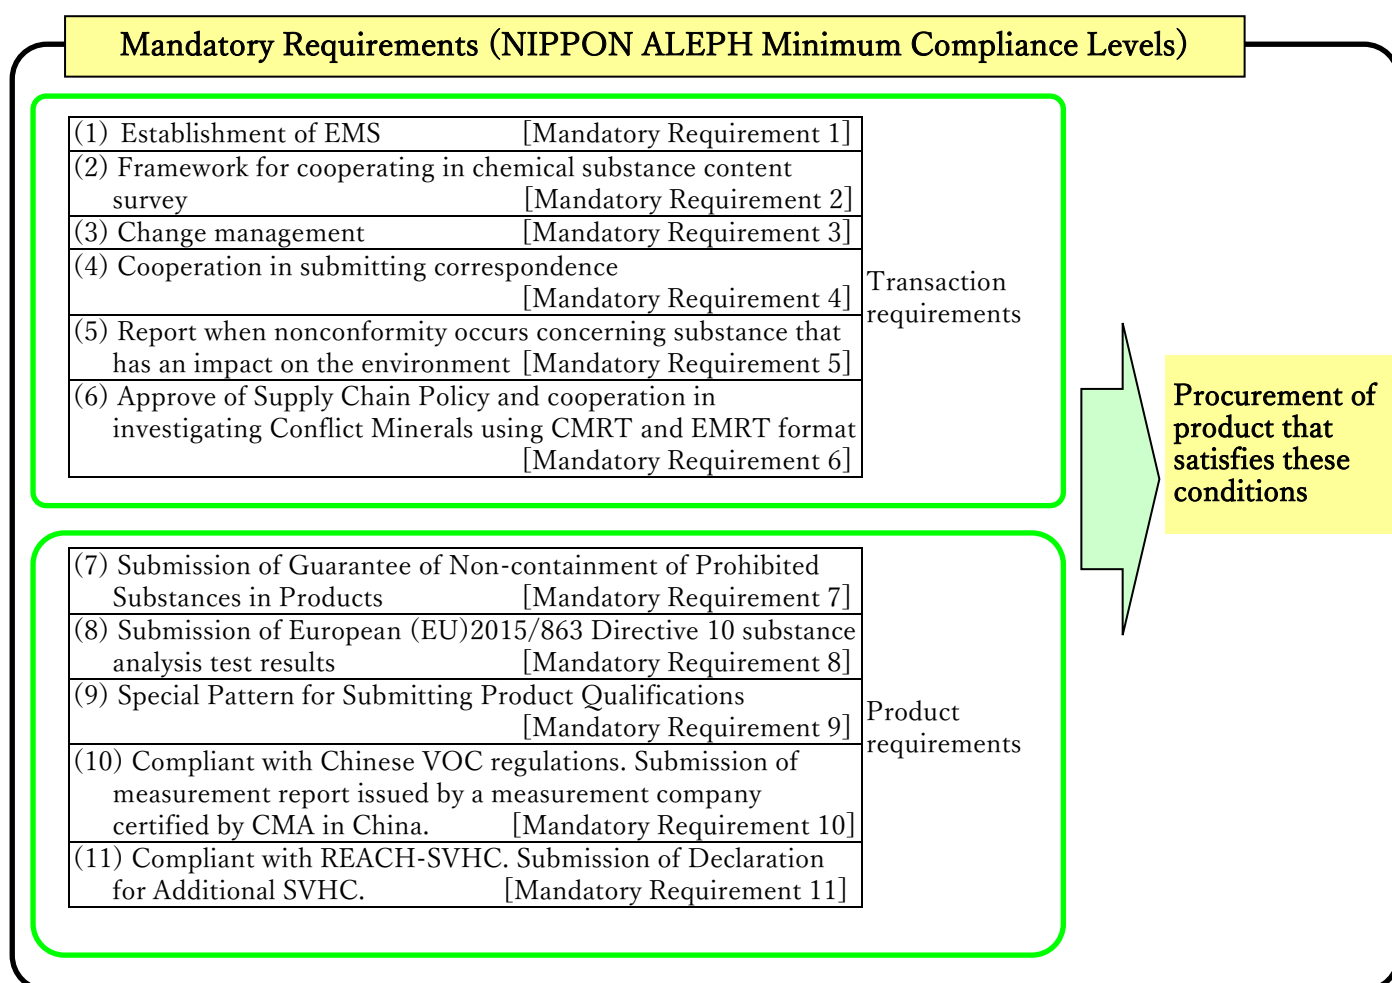 Mandatory Requirements (NIPPON ALEPH Minimum Compliance Levels)
(1) Establishment of EMS [Mandatory Requirement 1]
(2) Framework for cooperating in chemical substance content
survey [Mandatory Requirement 2]
(3) Change management [Mandatory Requirement 3]
(4) Cooperation in submitting correspondence
[Mandatory Requirement 4]
(5) Report when nonconformity occurs concerning substance that
has an impact on the environment [Mandatory Requirement 5]
(6) Approve of Supply Chain Policy and cooperation in
investigating Conflict Minerals using CMRT and EMRT format
[Mandatory Requirement 6]
Transaction
requirements
(7) Submission of Guarantee of Non-containment of Prohibited
Substances in Products [Mandatory Requirement 7]
(8) Submission of European (EU)2015/863 Directive 10 substance
analysis test results [Mandatory Requirement 8]
(9) Special Pattern for Submitting Product Qualifications
[Mandatory Requirement 9]
(10) Compliant with Chinese VOC regulations. Submission of
measurement report issued by a measurement company
certified by CMA in China. [Mandatory Requirement 10]
(11) Compliant with REACH-SVHC. Submission of Declaration
for Additional SVHC. [Mandatory Requirement 11]
Product
requirements
Procurement of
product that
satisfies these
conditions